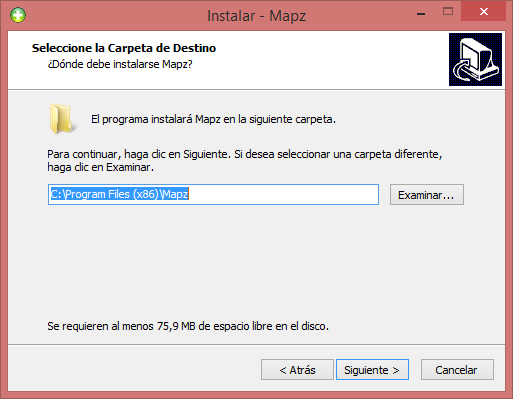 Instalar - Mapz
Seleccione la Carpeta de Destino
¿Dónde debe instalarse Mapz?
El programa instalará Mapz en la siguiente carpeta.
Para continuar, haga clic en Siguiente. Si desea seleccionar una carpeta diferente,
haga clic en Examinar.
C:\Program Files (x86)\Mapz
Examinar...
Se requieren al menos 75,9 MB de espacio libre en el disco.
< Atrás
Siguiente >
Cancelar